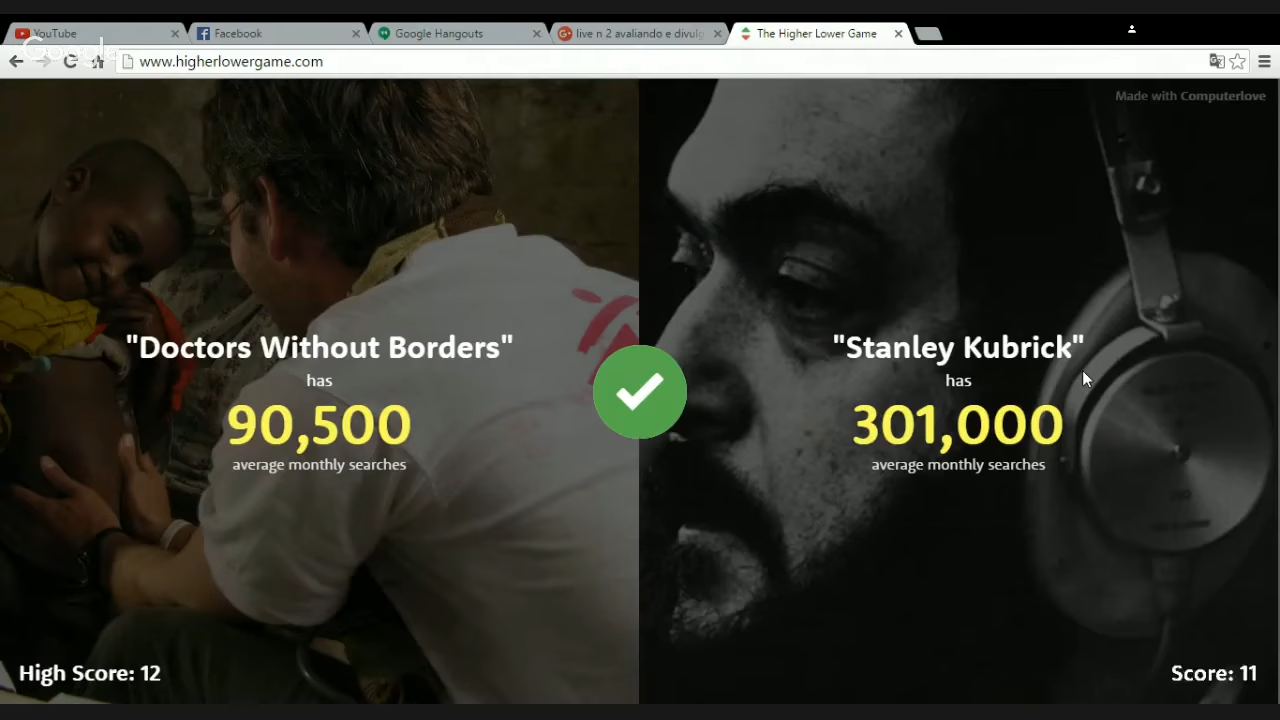 YouTube
Facebook
Google Hangouts
live n 2 avaliando e divulg
The Higher Lower Game
Google
www.higherlowergame.com
Made with Computerlove
"Doctors Without Borders"
has
90,500
average monthly searches
"Stanley Kubrick"
has
301,000
average monthly searches
High Score: 12
Score: 11